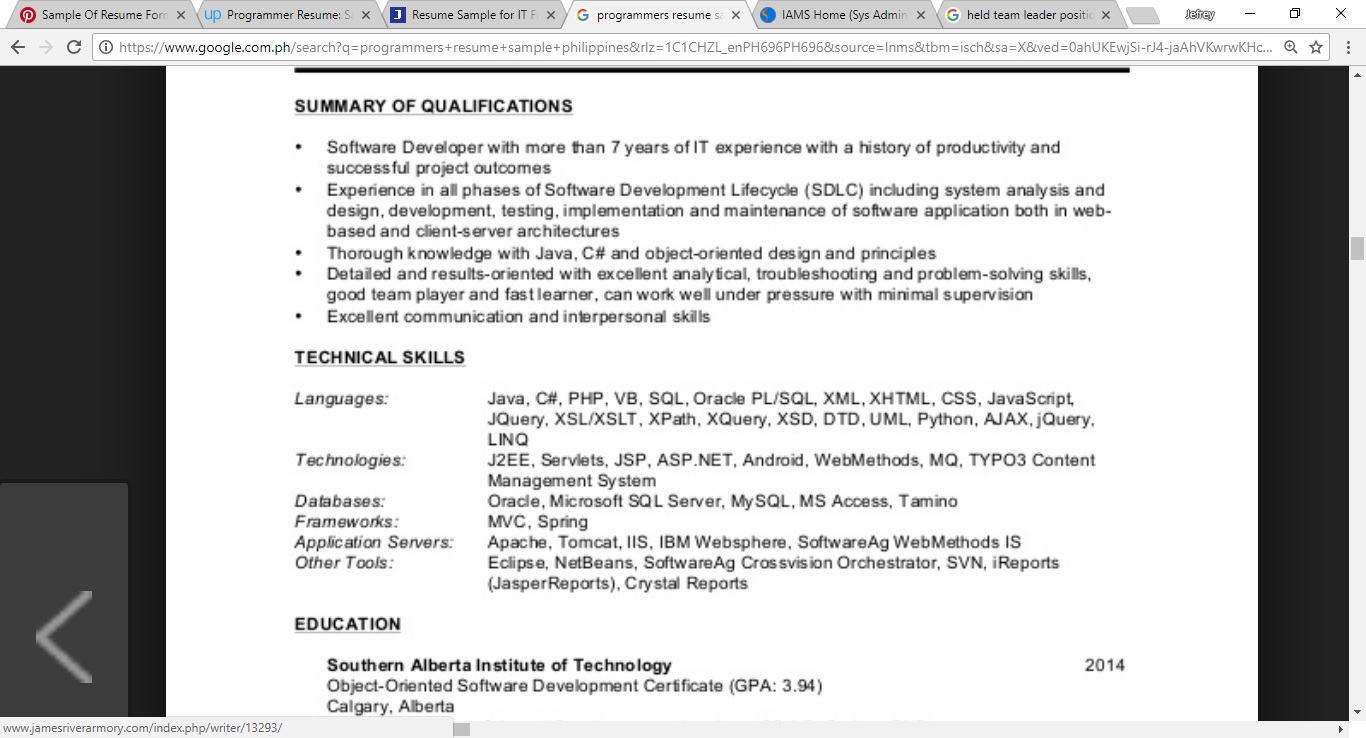 Sample Of Resume Form
Programmer Resume: Sa
Resume Sample for IT F
programmers resume sa
IAMS Home (Sys Admin
held team leader positio
Jefrey
https://www.google.com.ph/search?q=programmers+resume+sample+philippines&rlz=1C1CHZL_enPH696PH696&source=lnms&tbm=isch&sa=X&ved=0ahUKEwjSi-rJ4-jaAhVKwrwKHc...
SUMMARY OF QUALIFICATIONS
• Software Developer with more than 7 years of IT experience with a history of productivity and
successful project outcomes
• Experience in all phases of Software Development Lifecycle (SDLC) including system analysis and
design, development, testing, implementation and maintenance of software application both in web-
based and client-server architectures
• Thorough knowledge with Java, C# and object-oriented design and principles
• Detailed and results-oriented with excellent analytical, troubleshooting and problem-solving skills,
good team player and fast learner, can work well under pressure with minimal supervision
• Excellent communication and interpersonal skills
TECHNICAL SKILLS
Languages: Java, C#, PHP, VB, SQL, Oracle PL/SQL, XML, XHTML, CSS, JavaScript,
JQuery, XSL/XSLT, XPath, XQuery, XSD, DTD, UML, Python, AJAX, jQuery,
LINQ
Technologies: J2EE, Servlets, JSP, ASP.NET, Android, WebMethods, MQ, TYPO3 Content
Management System
Databases: Oracle, Microsoft SQL Server, MySQL, MS Access, Tamino
Frameworks: MVC, Spring
Application Servers: Apache, Tomcat, IIS, IBM Websphere, SoftwareAg WebMethods IS
Other Tools: Eclipse, NetBeans, SoftwareAg Crossvision Orchestrator, SVN, iReports
(JasperReports), Crystal Reports
EDUCATION
Southern Alberta Institute of Technology 2014
Object-Oriented Software Development Certificate (GPA: 3.94)
Calgary, Alberta
www.jamesriverarmory.com/index.php/writer/13293/